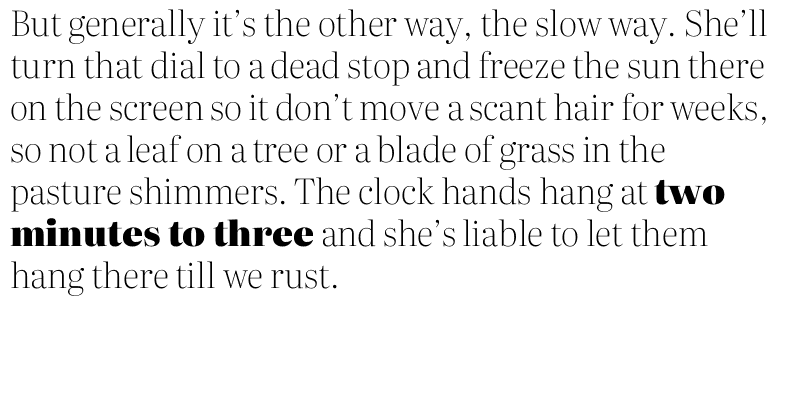 But generally it’s the other way, the slow way. She’ll
turn that dial to a dead stop and freeze the sun there
on the screen so it don’t move a scant hair for weeks,
so not a leaf on a tree or a blade of grass in the
pasture shimmers. The clock hands hang at two
minutes to three and she’s liable to let them
hang there till we rust.